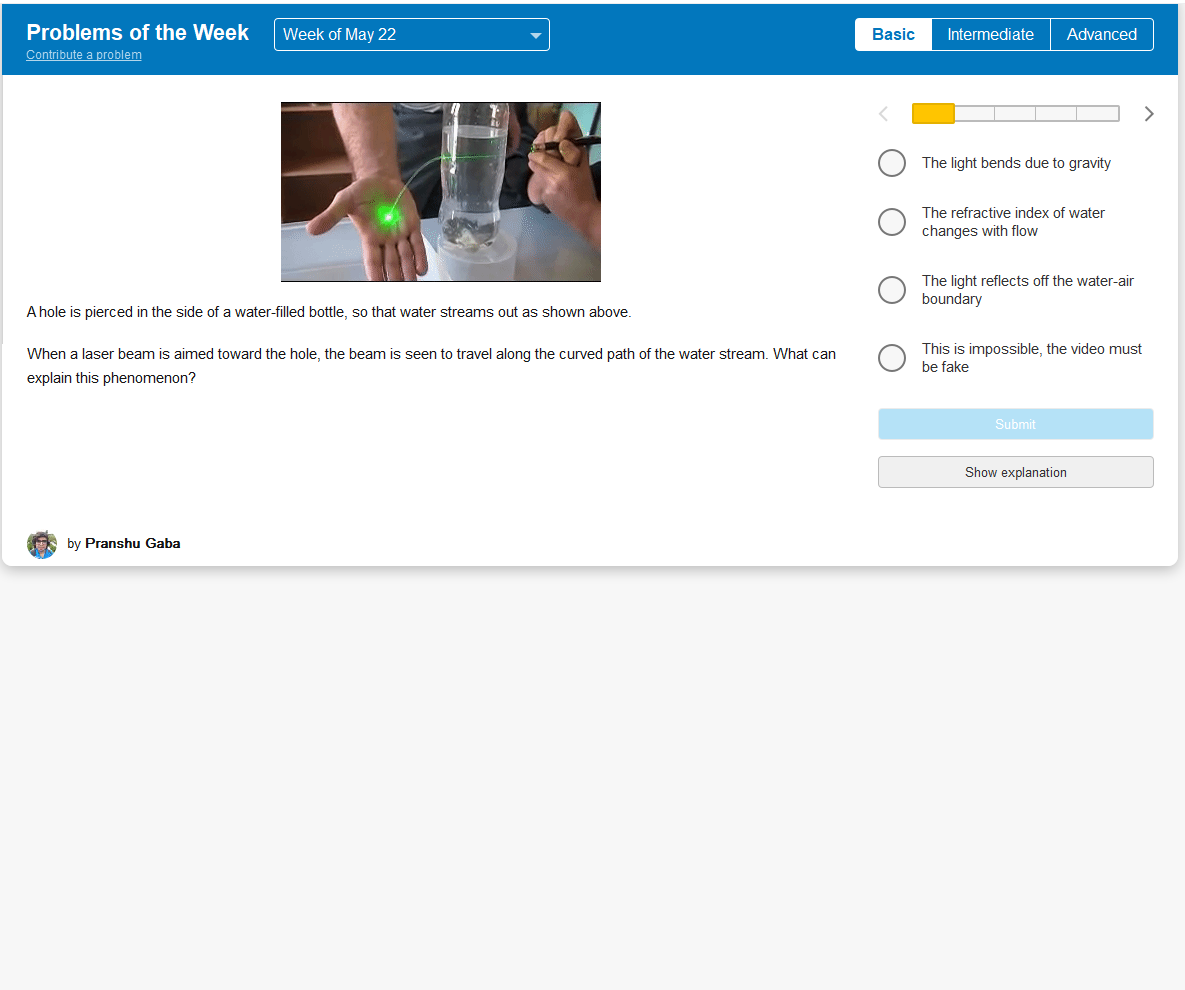 Problems of the Week
Contribute a problem
Week of May 22
Basic
Intermediate
Advanced
A hole is pierced in the side of a water-filled bottle, so that water streams out as shown above.
When a laser beam is aimed toward the hole, the beam is seen to travel along the curved path of the water stream. What can
explain this phenomenon?
by Pranshu Gaba
The light bends due to gravity
The refractive index of water
changes with flow
The light reflects off the water-air
boundary
This is impossible, the video must
be fake
Submit
Show explanation